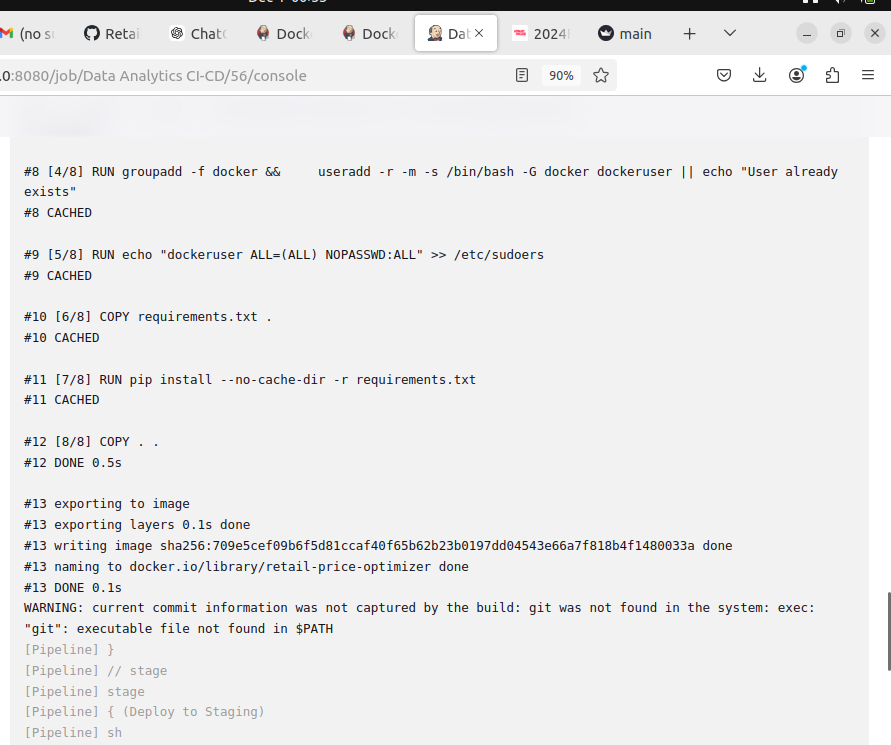 (no s
Retai
Chat
Dock
Dock
Dat
2024
main
.0:8080/job/Data Analytics CI-CD/56/console
90%
#8 [4/8] RUN groupadd -f docker &&     useradd -r -m -s /bin/bash -G docker dockeruser || echo "User already
exists"
#8 CACHED
#9 [5/8] RUN echo "dockeruser ALL=(ALL) NOPASSWD:ALL" >> /etc/sudoers
#9 CACHED
#10 [6/8] COPY requirements.txt .
#10 CACHED
#11 [7/8] RUN pip install --no-cache-dir -r requirements.txt
#11 CACHED
#12 [8/8] COPY . .
#12 DONE 0.5s
#13 exporting to image
#13 exporting layers 0.1s done
#13 writing image sha256:709e5cef09b6f5d81ccaf40f65b62b23b0197dd04543e66a7f818b4f1480033a done
#13 naming to docker.io/library/retail-price-optimizer done
#13 DONE 0.1s
WARNING: current commit information was not captured by the build: git was not found in the system: exec:
"git": executable file not found in $PATH
[Pipeline] }
[Pipeline] // stage
[Pipeline] stage
[Pipeline] { (Deploy to Staging)
[Pipeline] sh